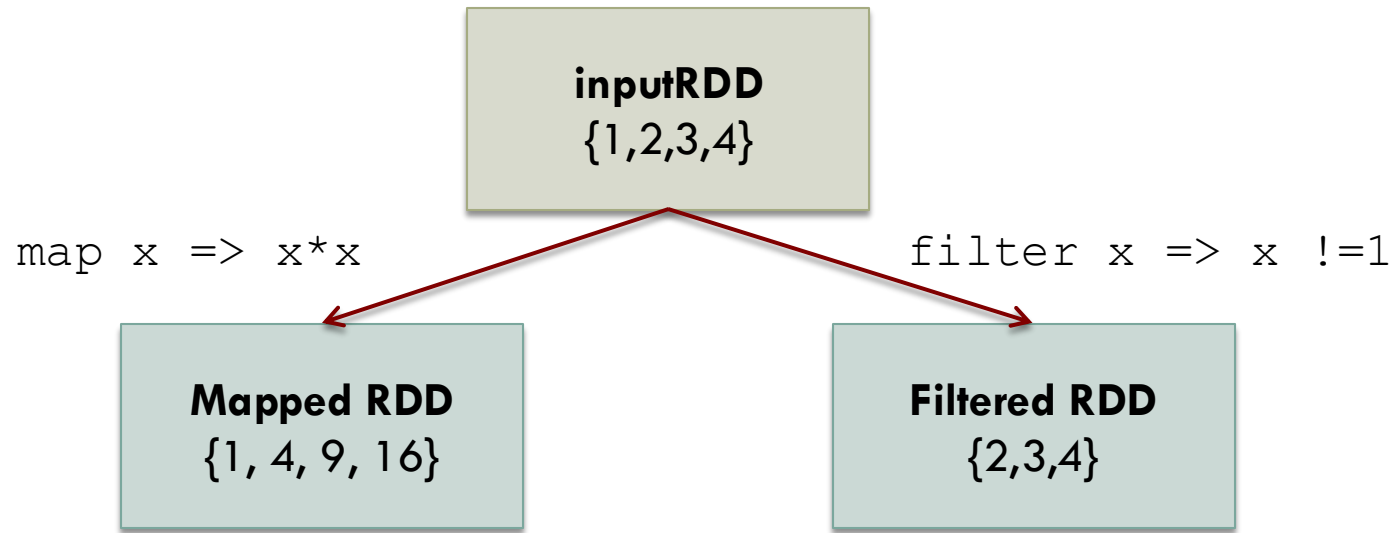 inputRDD
{1,2,3,4}
map x => x*x
filter x => x !=1
Mapped RDD
{1, 4, 9, 16}
Filtered RDD
{2,3,4}